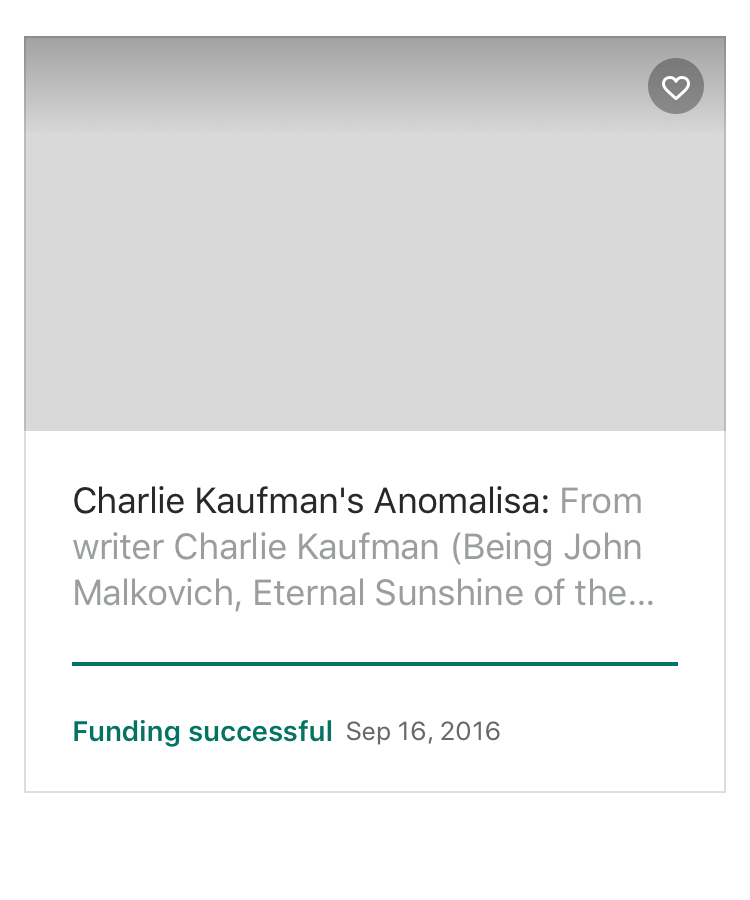 Charlie Kaufman's Anomalisa: From
writer Charlie Kaufman (Being John
Malkovich, Eternal Sunshine of the...
Funding successful Sep 16, 2016